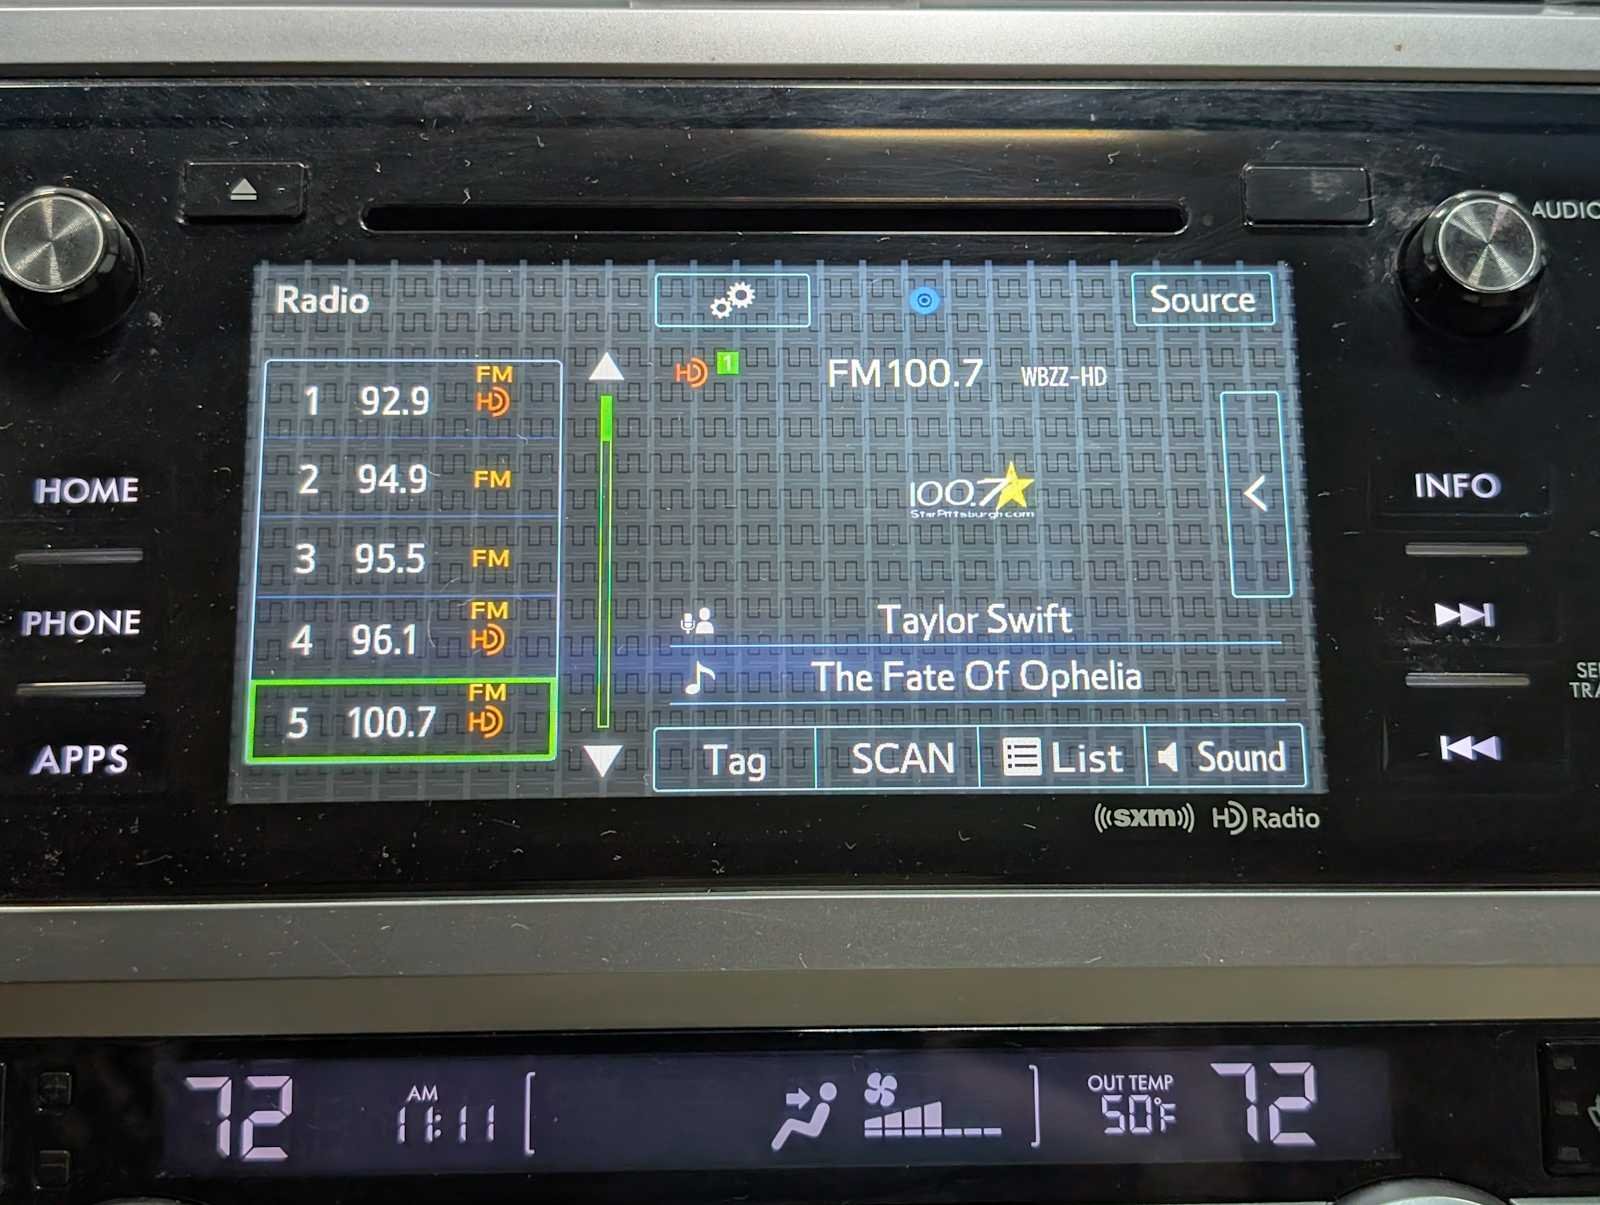 AUDIO
Radio
Source
1 92.9 FM HD
2 94.9 FM
3 95.5 FM
4 96.1 FM HD
5 100.7 FM HD
HD 1 FM100.7 WBZZ-HD
100.7
StarPittsburgh.com
Taylor Swift
The Fate Of Ophelia
Tag SCAN List Sound
HOME
PHONE
APPS
INFO
SXM HD Radio
72
AM
11:11
OUT TEMP
50°F
72